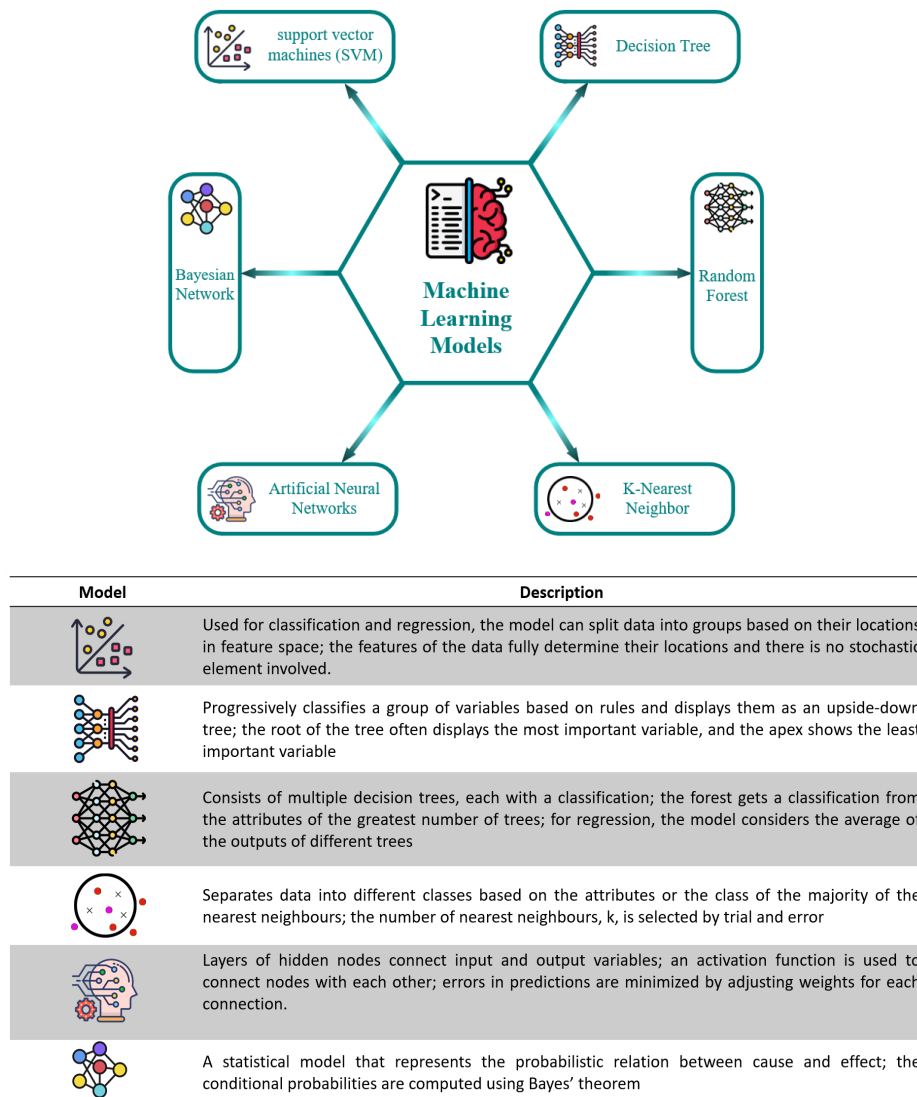 support vector
machines (SVM)
Decision Tree
Bayesian
Network
Random
Forest
Machine
Learning
Models
Artificial Neural
Networks
K-Nearest
Neighbor
Model Description
Used for classification and regression, the model can split data into groups based on their locations
in feature space; the features of the data fully determine their locations and there is no stochastic
element involved.
Progressively classifies a group of variables based on rules and displays them as an upside-down
tree; the root of the tree often displays the most important variable, and the apex shows the least
important variable
Consists of multiple decision trees, each with a classification; the forest gets a classification from
the attributes of the greatest number of trees; for regression, the model considers the average of
the outputs of different trees
Separates data into different classes based on the attributes or the class of the majority of the
nearest neighbours; the number of nearest neighbours, k, is selected by trial and error
Layers of hidden nodes connect input and output variables; an activation function is used to
connect nodes with each other; errors in predictions are minimized by adjusting weights for each
connection.
A statistical model that represents the probabilistic relation between cause and effect; the
conditional probabilities are computed using Bayes’ theorem